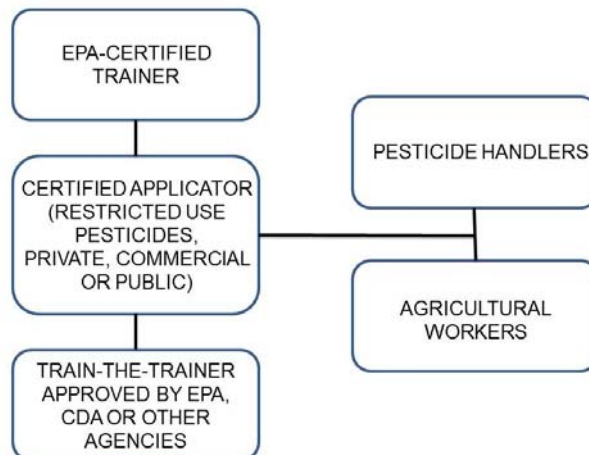 EPA-CERTIFIED
TRAINER
CERTIFIED APPLICATOR
(RESTRICTED USE
PESTICIDES,
PRIVATE, COMMERCIAL
OR PUBLIC)
TRAIN-THE-TRAINER
APPROVED BY EPA,
CDA OR OTHER
AGENCIES
PESTICIDE HANDLERS
AGRICULTURAL
WORKERS